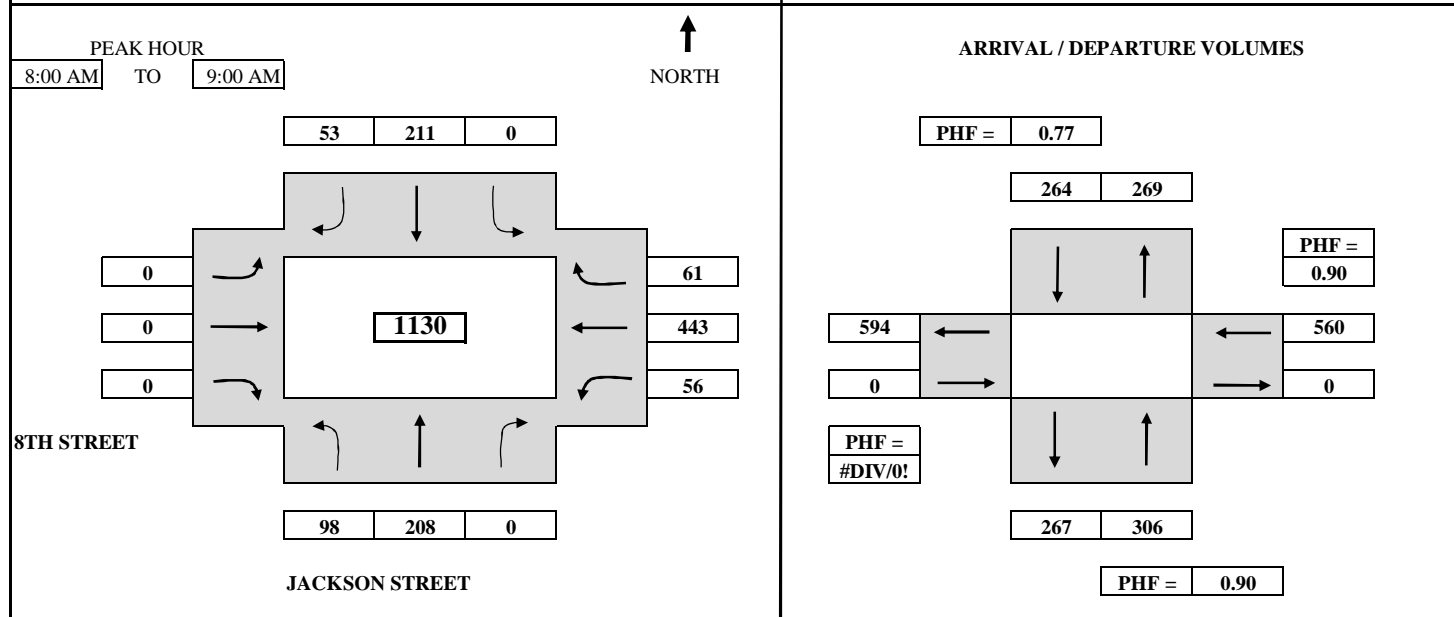 PEAK HOUR
8:00 AM TO 9:00 AM
NORTH
53 211 0
0 61
0 1130 443
0 56
8TH STREET
98 208 0
JACKSON STREET
ARRIVAL / DEPARTURE VOLUMES
PHF = 0.77
264 269
PHF =
0.90
594 560
0 0
PHF =
#DIV/0!
267 306
PHF = 0.90